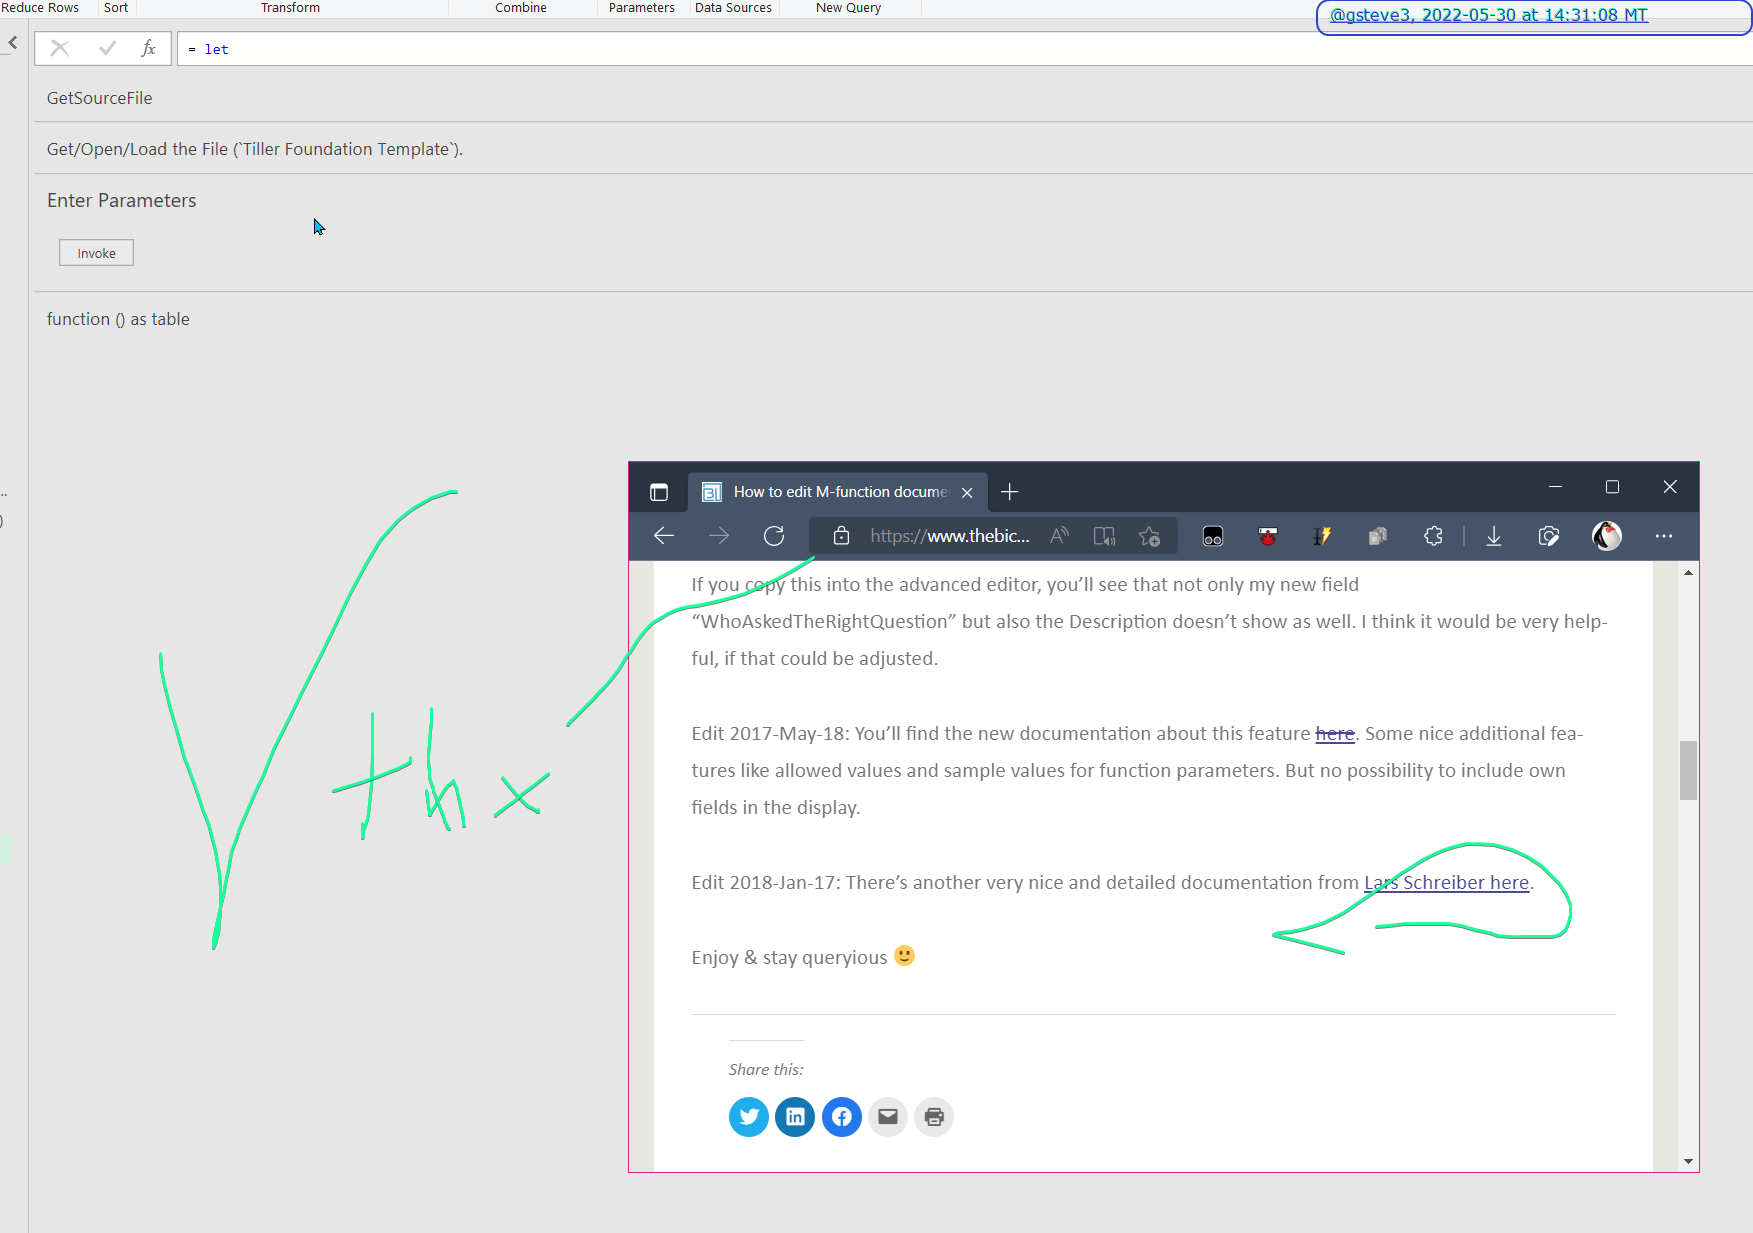 Reduce Rows Sort Transform Combine Parameters Data Sources New Query
@gsteve3, 2022-05-30 at 14:31:08 MT
fx = let
GetSourceFile
Get/Open/Load the File (`Tiller Foundation Template`).
Enter Parameters
Invoke
function () as table
thx
31 How to edit M-function docume
https://www.thebic...
If you copy this into the advanced editor, you’ll see that not only my new field
“WhoAskedTheRightQuestion” but also the Description doesn’t show as well. I think it would be very help-
ful, if that could be adjusted.
Edit 2017-May-18: You’ll find the new documentation about this feature here. Some nice additional fea-
tures like allowed values and sample values for function parameters. But no possibility to include own
fields in the display.
Edit 2018-Jan-17: There’s another very nice and detailed documentation from Lars Schreiber here.
Enjoy & stay queryious 🙂
Share this: